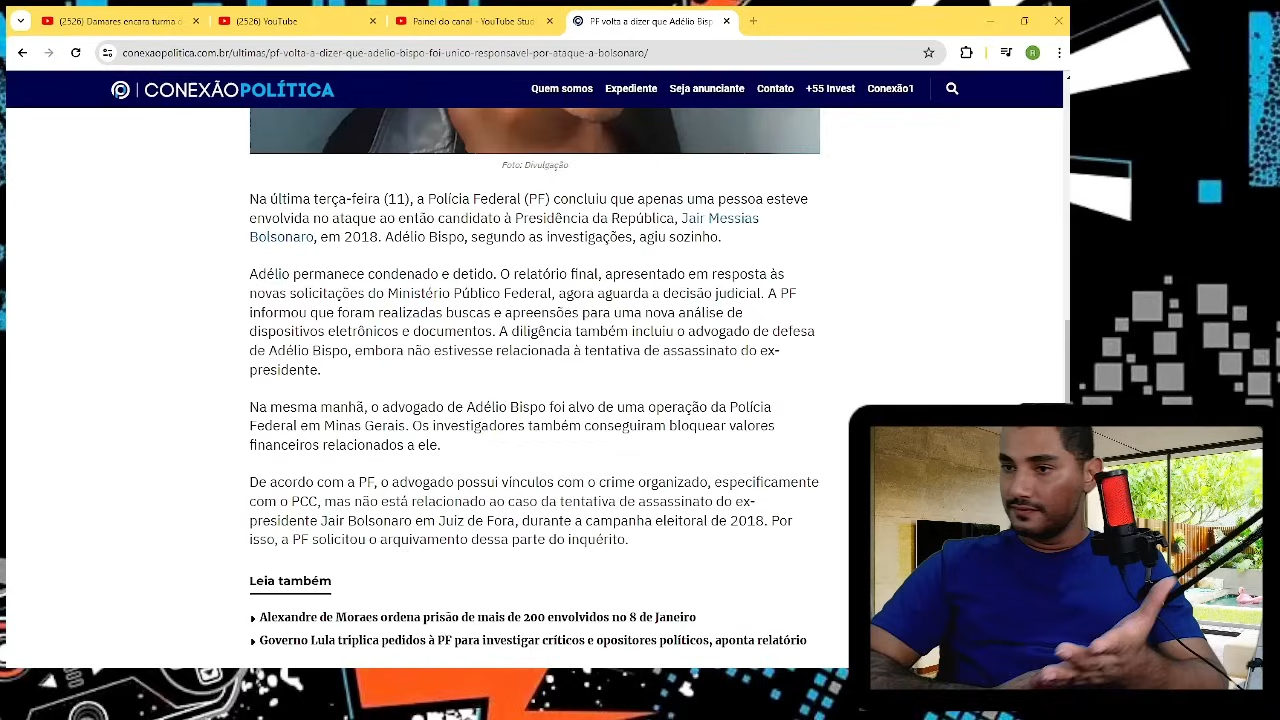 (2526) Damares encara turma d
(2526) YouTube
Painel do canal - YouTube Stud
PF volta a dizer que Adélio Bisp
conexaopolitica.com.br/ultimas/pf-volta-a-dizer-que-adelio-bispo-foi-unico-responsavel-por-ataque-a-bolsonaro/
R
CONEXÃOPOLÍTICA
Quem somos Expediente Seja anunciante Contato +55 Invest Conexão1
Foto: Divulgação
Na última terça-feira (11), a Polícia Federal (PF) concluiu que apenas uma pessoa esteve
envolvida no ataque ao então candidato à Presidência da República, Jair Messias
Bolsonaro, em 2018. Adélio Bispo, segundo as investigações, agiu sozinho.
Adélio permanece condenado e detido. O relatório final, apresentado em resposta às
novas solicitações do Ministério Público Federal, agora aguarda a decisão judicial. A PF
informou que foram realizadas buscas e apreensões para uma nova análise de
dispositivos eletrônicos e documentos. A diligência também incluiu o advogado de defesa
de Adélio Bispo, embora não estivesse relacionada à tentativa de assassinato do ex-
presidente.
Na mesma manhã, o advogado de Adélio Bispo foi alvo de uma operação da Polícia
Federal em Minas Gerais. Os investigadores também conseguiram bloquear valores
financeiros relacionados a ele.
De acordo com a PF, o advogado possui vínculos com o crime organizado, especificamente
com o PCC, mas não está relacionado ao caso da tentativa de assassinato do ex-
presidente Jair Bolsonaro em Juiz de Fora, durante a campanha eleitoral de 2018. Por
isso, a PF solicitou o arquivamento dessa parte do inquérito.
Leia também
Alexandre de Moraes ordena prisão de mais de 200 envolvidos no 8 de Janeiro
Governo Lula triplica pedidos à PF para investigar críticos e opositores políticos, aponta relatório